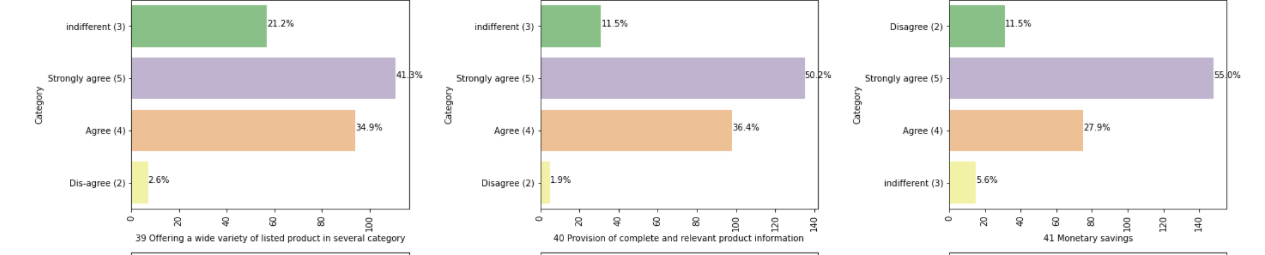 Category
indifferent (3)
21.2%
Strongly agree (5)
41.3%
Agree (4)
34.9%
Dis-agree (2)
2.6%
0 20 40 60 80 100
39 Offering a wide variety of listed product in several category
Category
indifferent (3)
11.5%
Strongly agree (5)
50.2%
Agree (4)
36.4%
Disagree (2)
1.9%
0 20 40 60 80 100 120 140
40 Provision of complete and relevant product information
Category
Disagree (2)
11.5%
Strongly agree (5)
55.0%
Agree (4)
27.9%
indifferent (3)
5.6%
0 20 40 60 80 100 120 140
41 Monetary savings